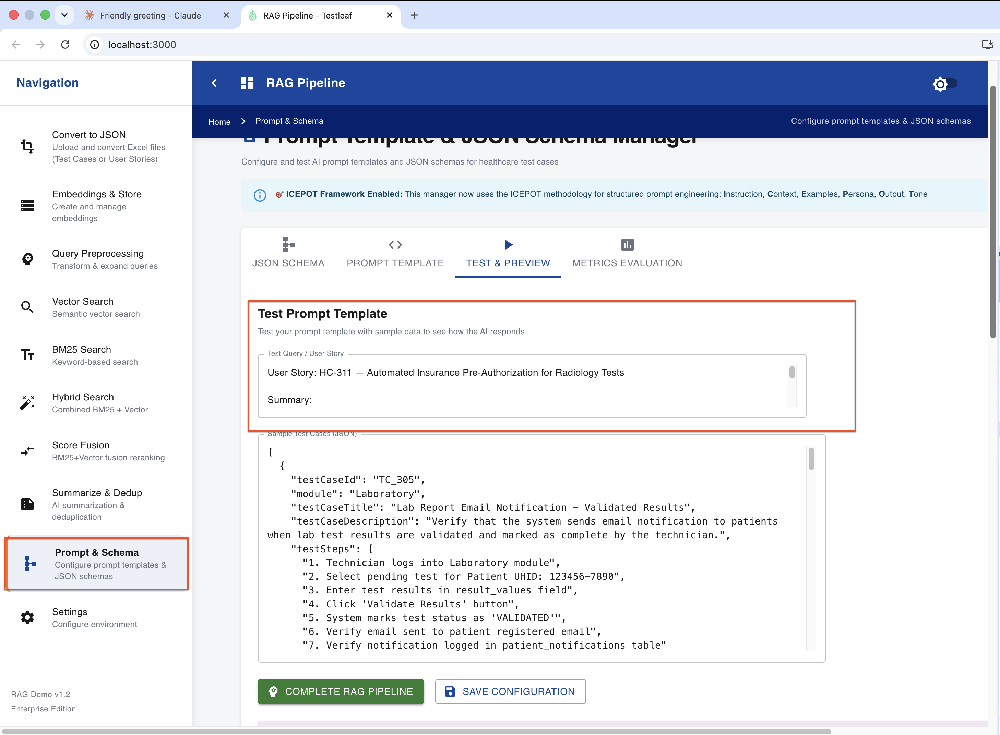 Friendly greeting - Claude
RAG Pipeline - Testleaf
localhost:3000
Navigation
Convert to JSON
Upload and convert Excel files
(Test Cases or User Stories)
Embeddings & Store
Create and manage
embeddings
Query Preprocessing
Transform & expand queries
Vector Search
Semantic vector search
BM25 Search
Keyword-based search
Hybrid Search
Combined BM25 + Vector
Score Fusion
BM25+Vector fusion reranking
Summarize & Dedup
AI summarization &
deduplication
Prompt & Schema
Configure prompt templates &
JSON schemas
Settings
Configure environment
RAG Demo v1.2
Enterprise Edition
RAG Pipeline
Home
Prompt & Schema
Configure prompt templates & JSON schemas
Prompt Template & JSON Schema Manager
Configure and test AI prompt templates and JSON schemas for healthcare test cases
ICEPOT Framework Enabled: This manager now uses the ICEPOT methodology for structured prompt engineering: Instruction, Context, Examples, Persona, Output, Tone
JSON SCHEMA
PROMPT TEMPLATE
TEST & PREVIEW
METRICS EVALUATION
Test Prompt Template
Test your prompt template with sample data to see how the AI responds
Test Query / User Story
User Story: HC-311 — Automated Insurance Pre-Authorization for Radiology Tests
Summary:
Sample Test Cases (JSON)
[
{
"testCaseId": "TC_305",
"module": "Laboratory",
"testCaseTitle": "Lab Report Email Notification – Validated Results",
"testCaseDescription": "Verify that the system sends email notification to patients
when lab test results are validated and marked as complete by the technician.",
"testSteps": [
"1. Technician logs into Laboratory module",
"2. Select pending test for Patient UHID: 123456-7890",
"3. Enter test results in result_values field",
"4. Click 'Validate Results' button",
"5. System marks test status as 'VALIDATED'",
"6. Verify email sent to patient registered email",
"7. Verify notification logged in patient_notifications table"
COMPLETE RAG PIPELINE
SAVE CONFIGURATION